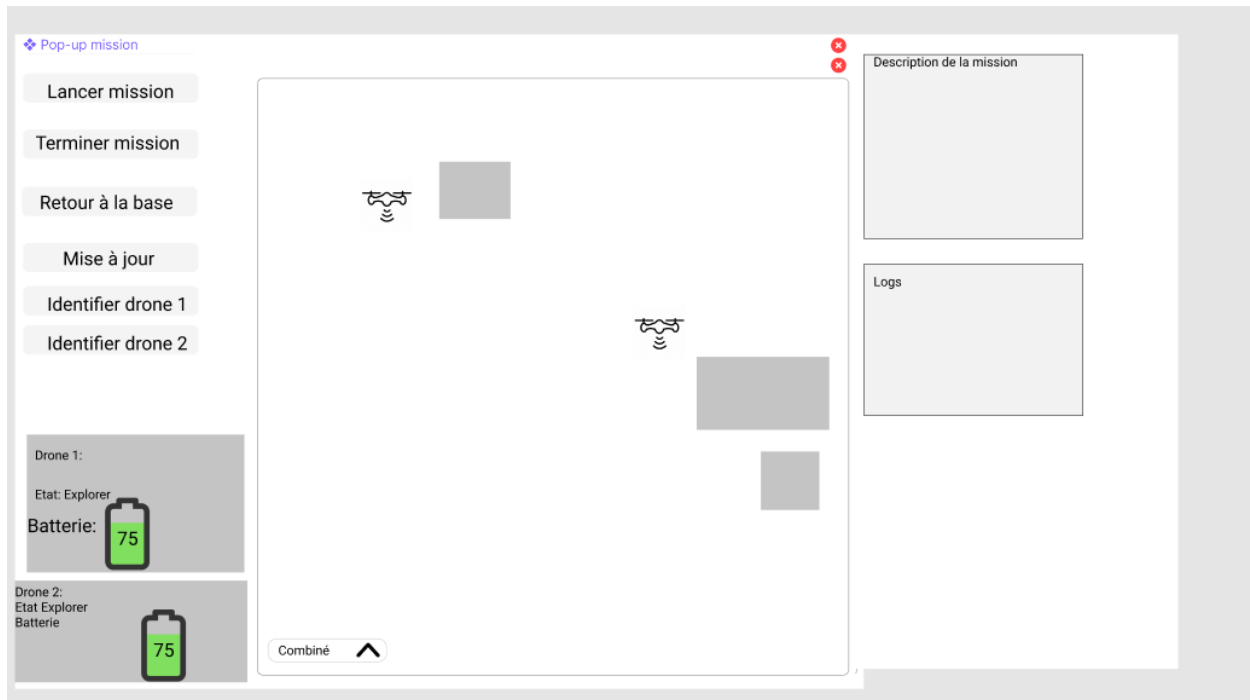 Pop-up mission
Lancer mission
Terminer mission
Retour à la base
Mise à jour
Identifier drone 1
Identifier drone 2
Drone 1:
Etat: Explorer
Batterie:
75
Drone 2:
Etat Explorer
Batterie
75
Combiné
Description de la mission
Logs